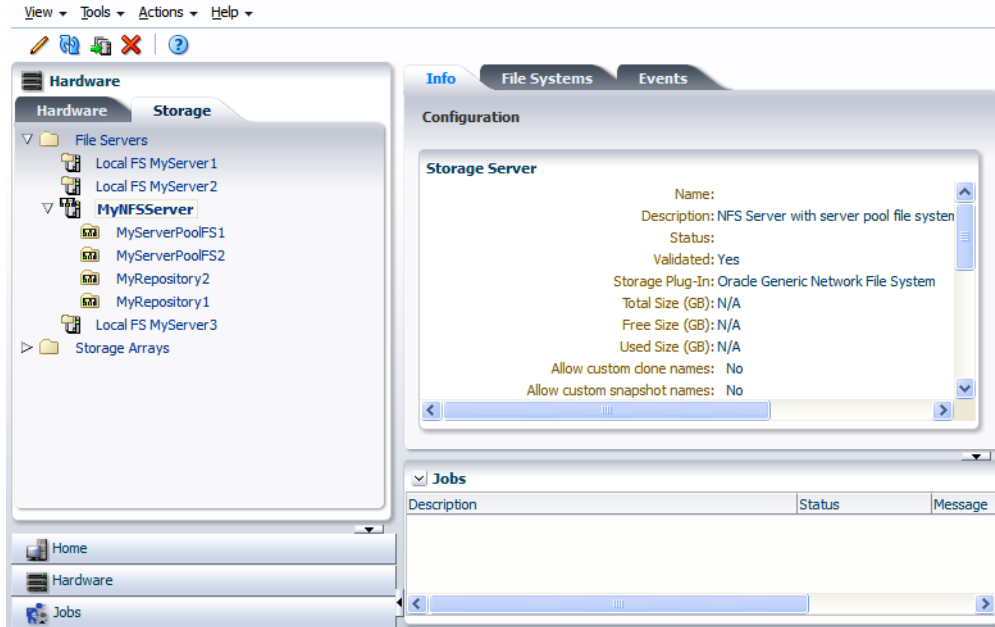 View Tools Actions Help
Hardware
Hardware Storage
File Servers
Local FS MyServer1
Local FS MyServer2
MyNFSServer
MyServerPoolFS1
MyServerPoolFS2
MyRepository2
MyRepository1
Local FS MyServer3
Storage Arrays
Home
Hardware
Jobs
Info File Systems Events
Configuration
Storage Server
Name:
Description: NFS Server with server pool file system
Status:
Validated: Yes
Storage Plug-In: Oracle Generic Network File System
Total Size (GB): N/A
Free Size (GB): N/A
Used Size (GB): N/A
Allow custom clone names: No
Allow custom snapshot names: No
Jobs
Description Status Message